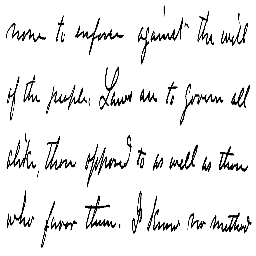 none to enforce against the will
of the people. Laws are to govern all
alike, those opposed to as well as those
who favor them. I know no method